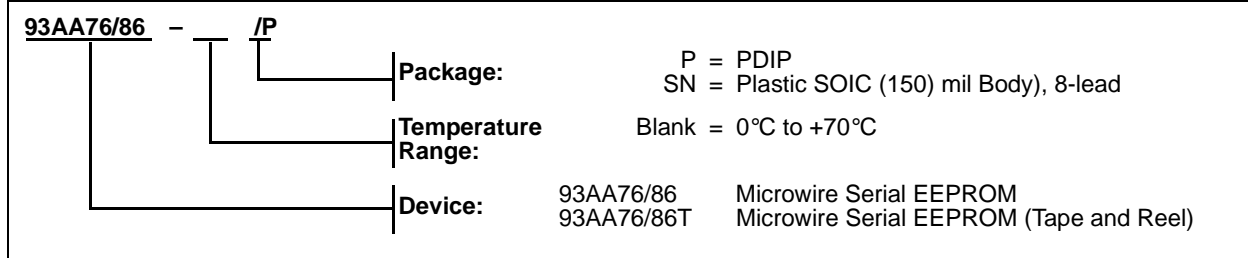 93AA76/86 – __ /P
Package: P = PDIP
SN = Plastic SOIC (150) mil Body), 8-lead
Temperature Blank = 0°C to +70°C
Range:
Device: 93AA76/86 Microwire Serial EEPROM
93AA76/86T Microwire Serial EEPROM (Tape and Reel)